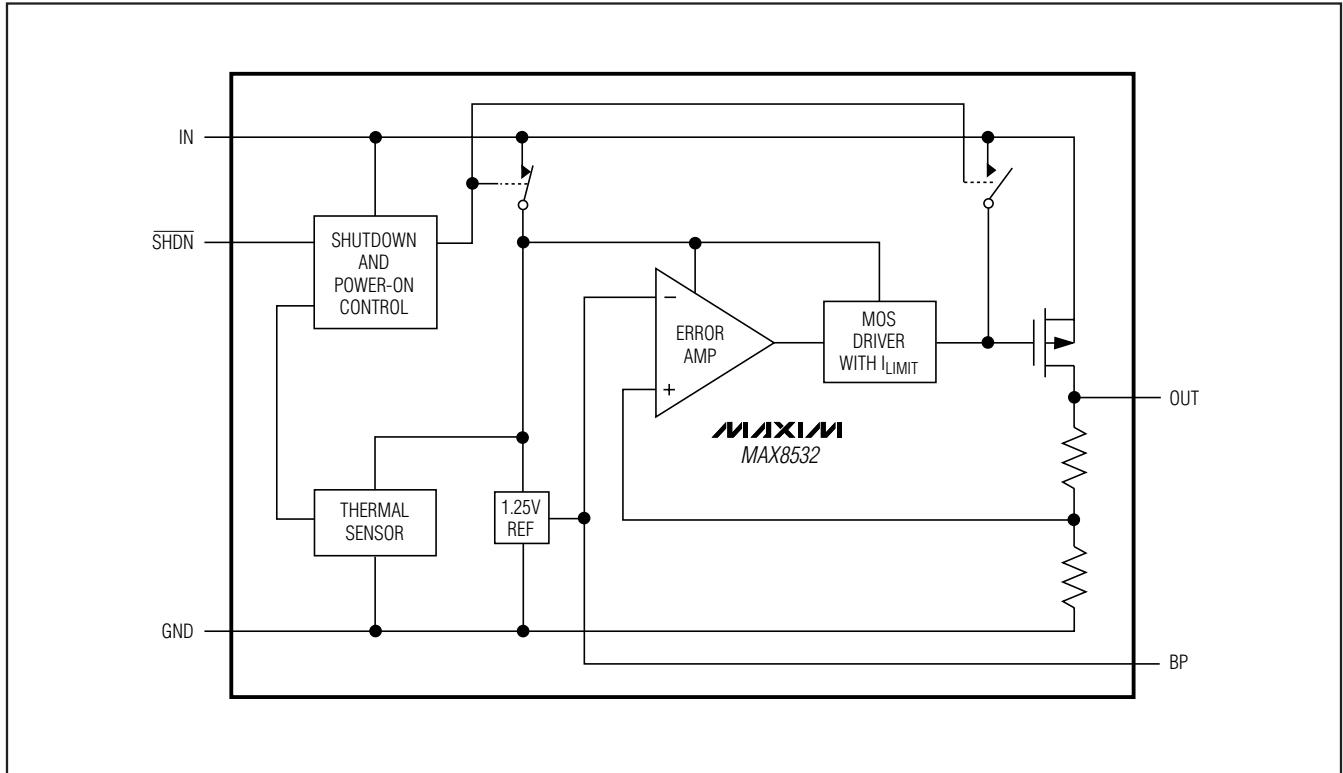 IN
SHDN
SHUTDOWN
AND
POWER-ON
CONTROL
−
ERROR
AMP
+
MOS
DRIVER
WITH ILIMIT
OUT
MAXIM
MAX8532
THERMAL
SENSOR
1.25V
REF
GND
BP